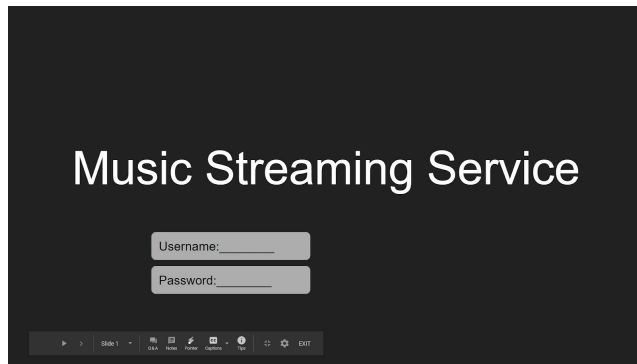 Music Streaming Service
Username:________
Password:________
Slide 1
Q&A Notes Pointer Captions Tips EXIT